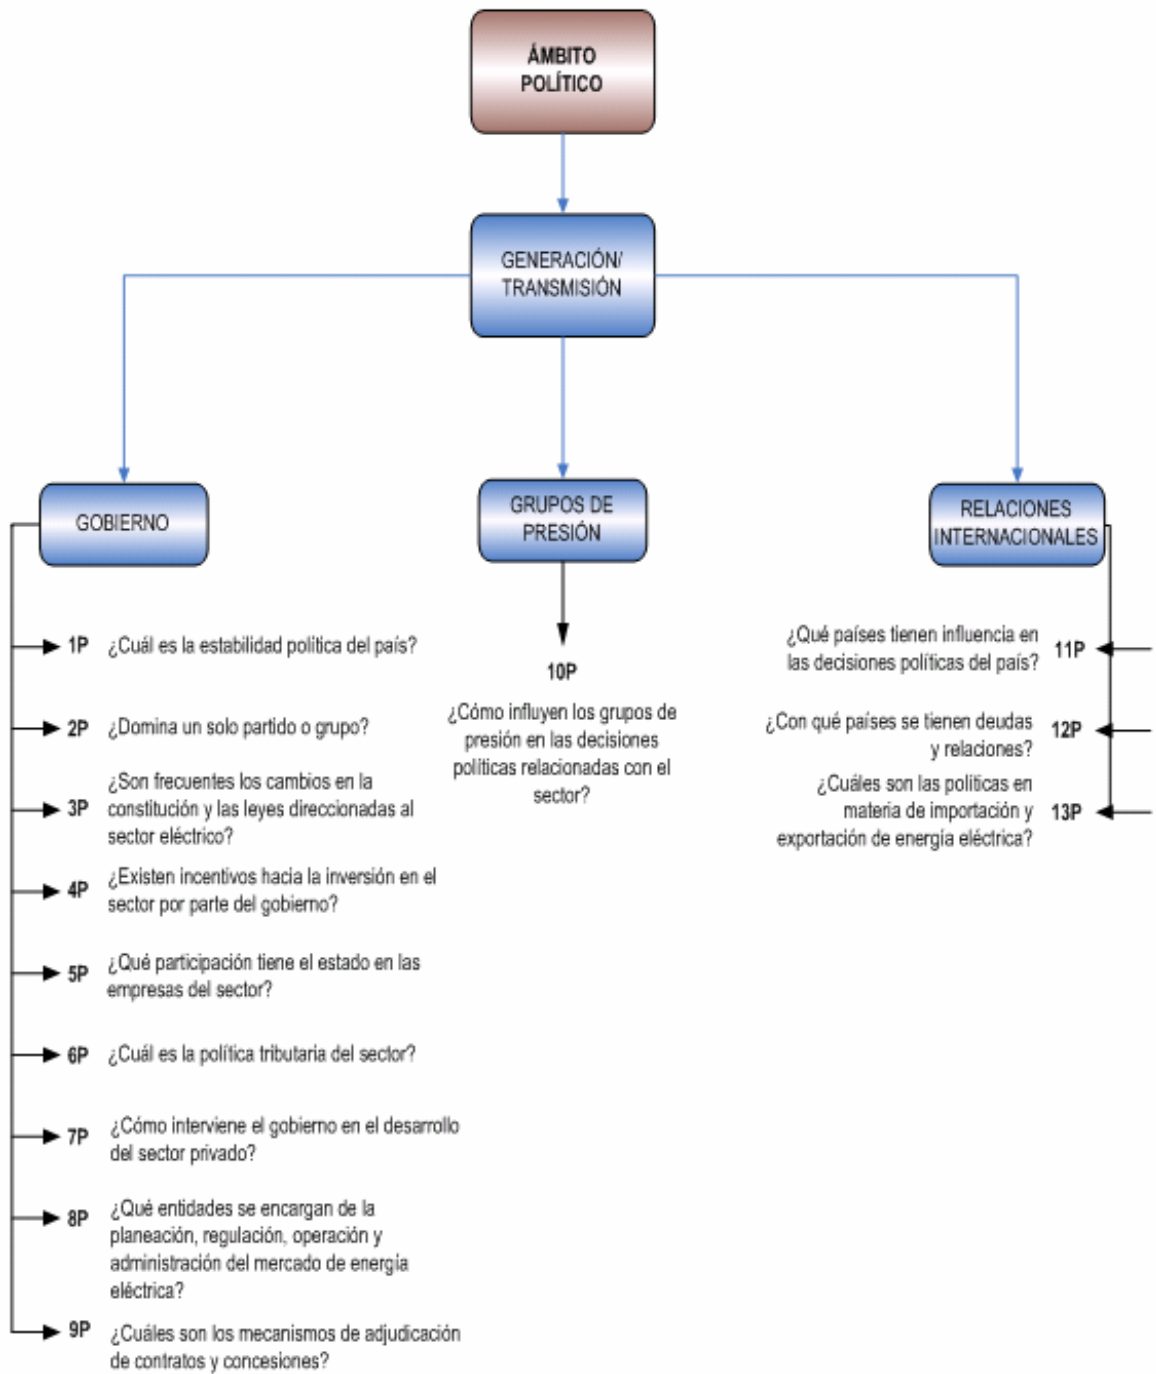 ÁMBITO
POLÍTICO
GENERACIÓN/
TRANSMISIÓN
GOBIERNO
GRUPOS DE
PRESIÓN
RELACIONES
INTERNACIONALES
1P ¿Cuál es la estabilidad política del país?
2P ¿Domina un solo partido o grupo?
3P ¿Son frecuentes los cambios en la
constitución y las leyes direccionadas al
sector eléctrico?
4P ¿Existen incentivos hacia la inversión en el
sector por parte del gobierno?
5P ¿Qué participación tiene el estado en las
empresas del sector?
6P ¿Cuál es la política tributaria del sector?
7P ¿Cómo interviene el gobierno en el desarrollo
del sector privado?
8P ¿Qué entidades se encargan de la
planeación, regulación, operación y
administración del mercado de energía
eléctrica?
9P ¿Cuáles son los mecanismos de adjudicación
de contratos y concesiones?
10P
¿Cómo influyen los grupos de
presión en las decisiones
políticas relacionadas con el
sector?
¿Qué países tienen influencia en
las decisiones políticas del país? 11P
¿Con qué países se tienen deudas
y relaciones? 12P
¿Cuáles son las políticas en
materia de importación y 13P
exportación de energía eléctrica?